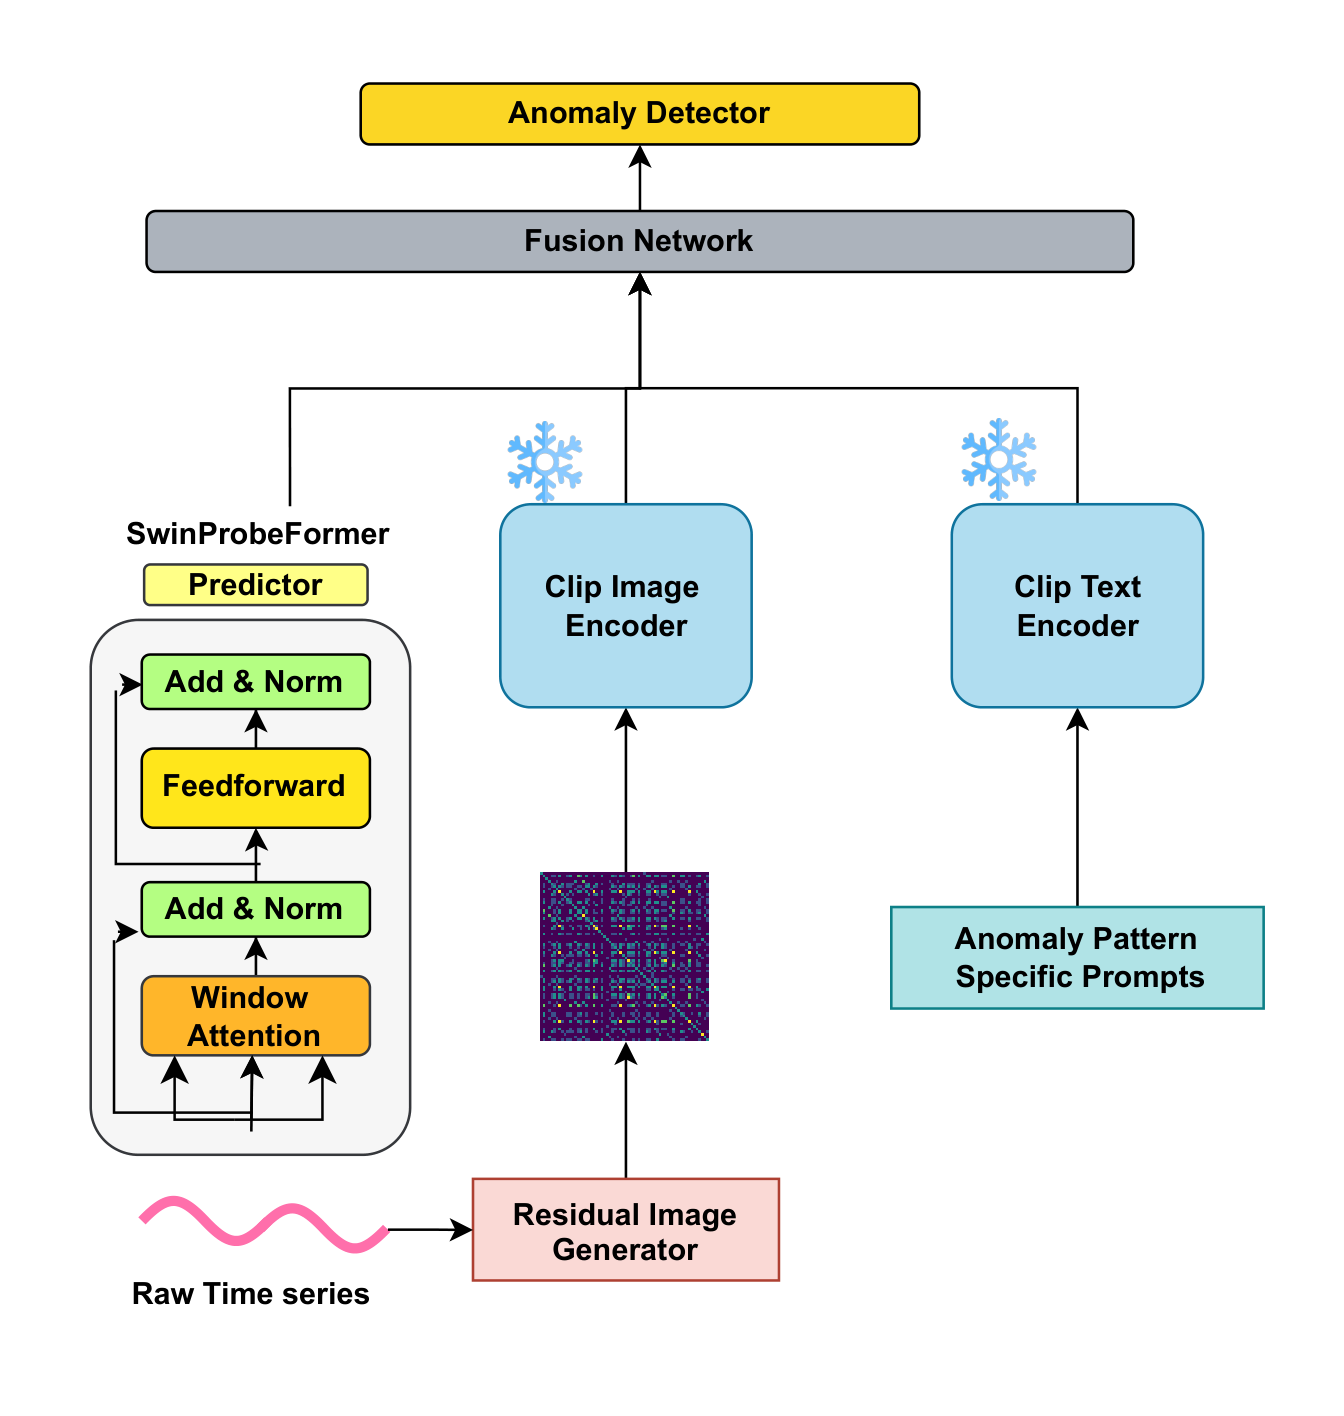 Anomaly Detector
Fusion Network
SwinProbeFormer
Predictor
Add & Norm
Feedforward
Add & Norm
Window
Attention
Clip Image
Encoder
Clip Text
Encoder
Anomaly Pattern
Specific Prompts
Residual Image
Generator
Raw Time series